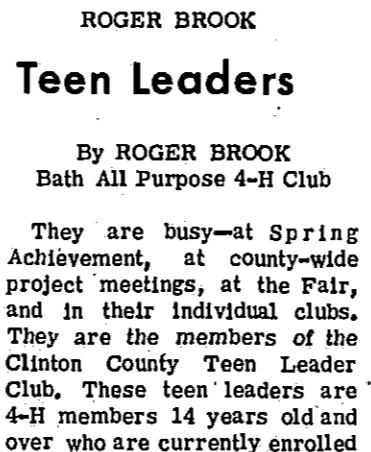 ROGER BROOK
Teen Leaders
By ROGER BROOK
Bath All Purpose 4-H Club
They are busy—at Spring
Achievement, at county-wide
project meetings, at the Fair,
and in their individual clubs.
They are the members of the
Clinton County Teen Leader
Club. These teen leaders are
4-H members 14 years old and
over who are currently enrolled